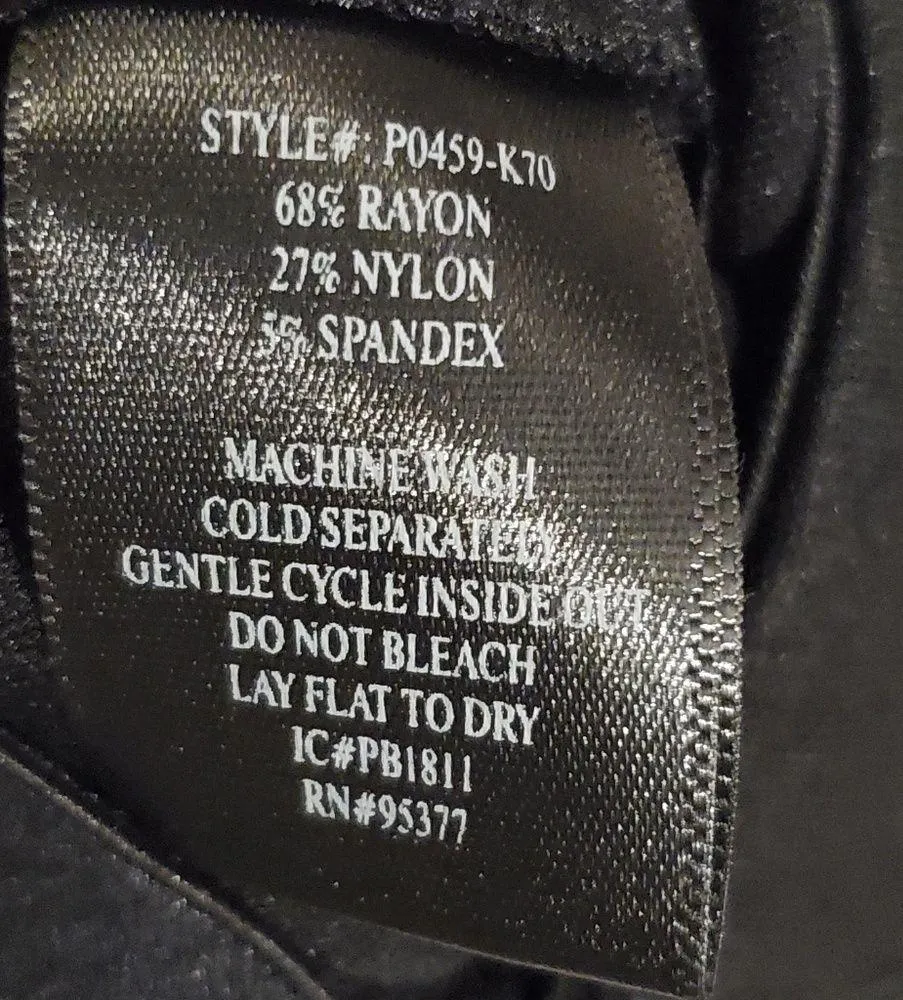 STYLE#: P0459-K70
68% RAYON
27% NYLON
5% SPANDEX
MACHINE WASH
COLD SEPARATELY
GENTLE CYCLE INSIDE OUT
DO NOT BLEACH
LAY FLAT TO DRY
IC#PB1811
RN#95377